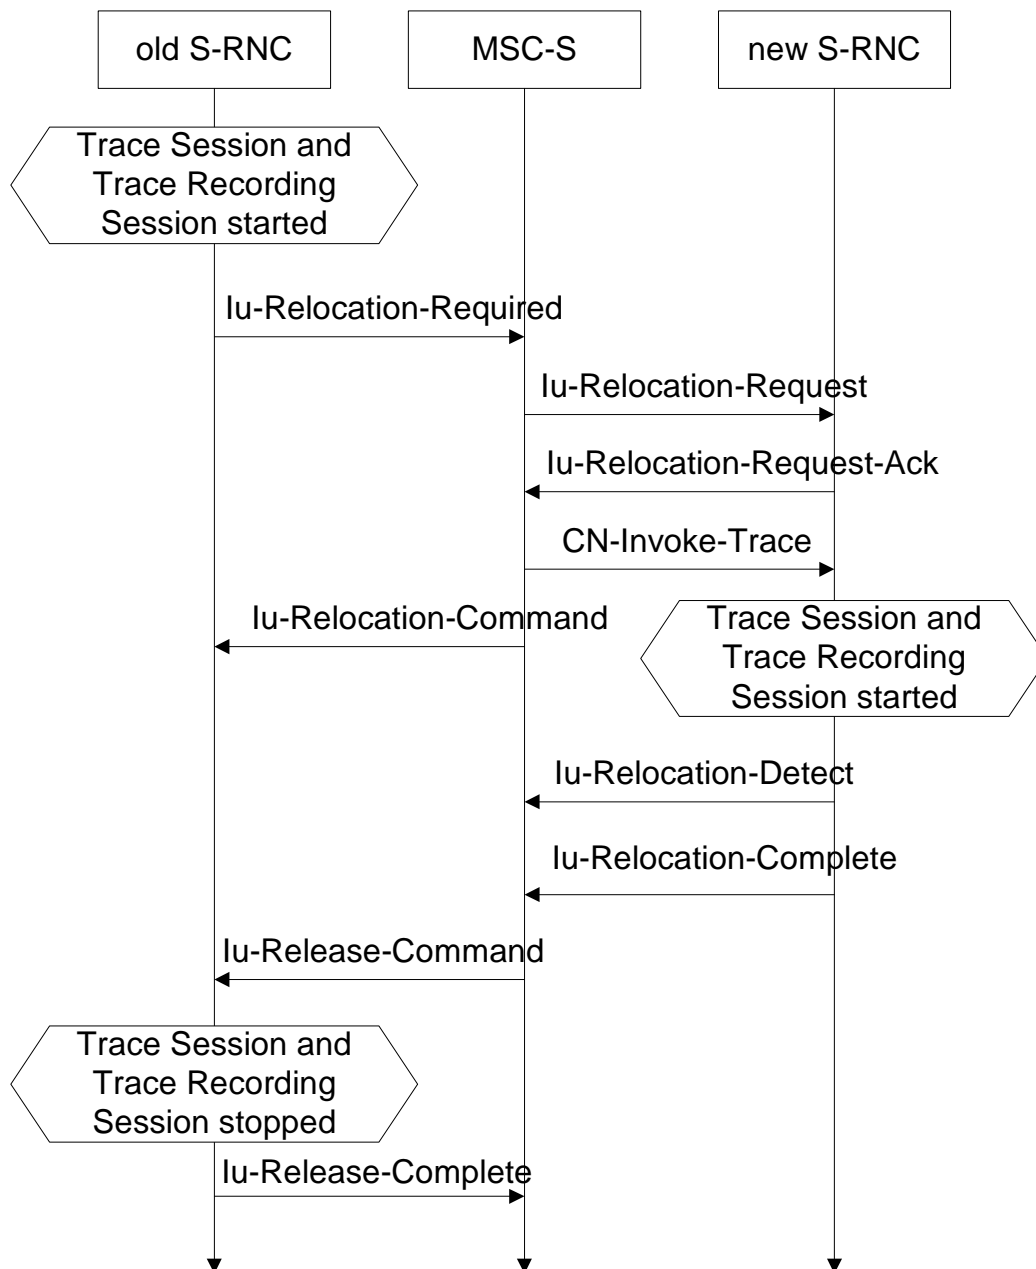 old S-RNC
MSC-S
new S-RNC
Trace Session and
Trace Recording
Session started
Iu-Relocation-Required
Iu-Relocation-Request
Iu-Relocation-Request-Ack
CN-Invoke-Trace
Iu-Relocation-Command
Trace Session and
Trace Recording
Session started
Iu-Relocation-Detect
Iu-Relocation-Complete
Iu-Release-Command
Trace Session and
Trace Recording
Session stopped
Iu-Release-Complete